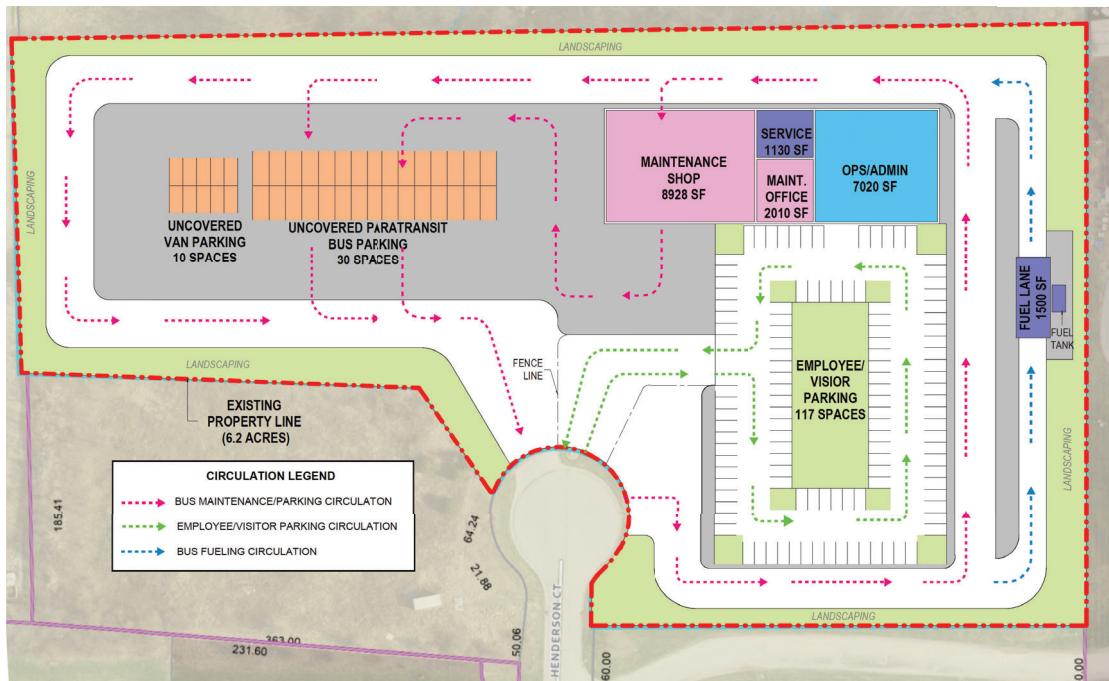 LANDSCAPING
SERVICE
1130 SF
MAINTENANCE
SHOP
8928 SF
MAINT.
OFFICE
2010 SF
OPS/ADMIN
7020 SF
LANDSCAPING
UNCOVERED
VAN PARKING
10 SPACES
UNCOVERED PARATRANSIT
BUS PARKING
30 SPACES
FUEL LANE
1500 SF
FUEL
TANK
FENCE
LINE
LANDSCAPING
EMPLOYEE/
VISIOR
PARKING
117 SPACES
EXISTING
PROPERTY LINE
(6.2 ACRES)
LANDSCAPING
CIRCULATION LEGEND
BUS MAINTENANCE/PARKING CIRCULATON
EMPLOYEE/VISITOR PARKING CIRCULATION
BUS FUELING CIRCULATION
185.41
64.24
21.88
LANDSCAPING
363.00
231.60
50.06
HENDERSON CT
60.00
0.00